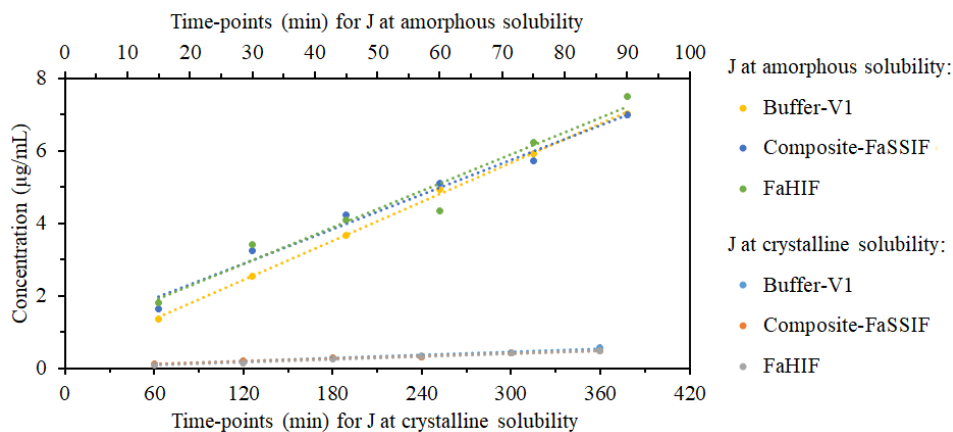 Time-points (min) for J at amorphous solubility
0 10 20 30 40 50 60 70 80 90 100
8
6
4
2
0
Concentration (µg/mL)
0 60 120 180 240 300 360 420
Time-points (min) for J at crystalline solubility
J at amorphous solubility:
Buffer-V1
Composite-FaSSIF
FaHIF
J at crystalline solubility:
Buffer-V1
Composite-FaSSIF
FaHIF